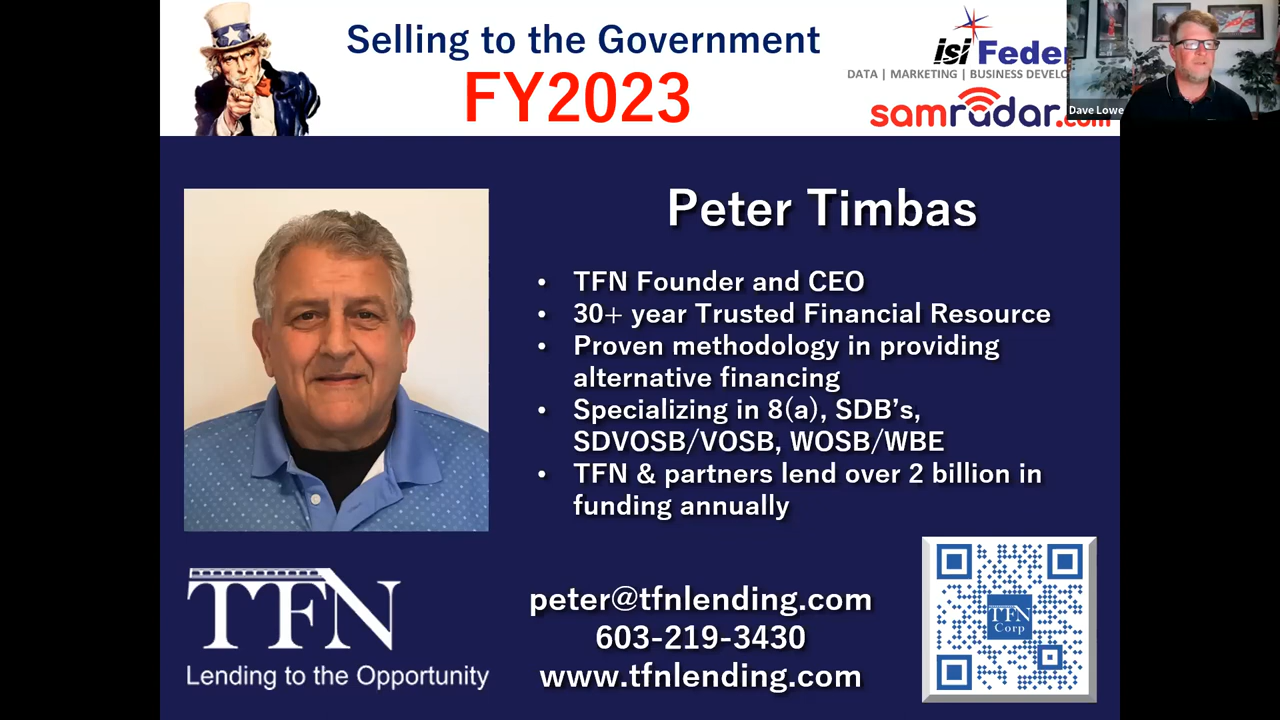 Selling to the Government
FY2023
isi Feder
DATA | MARKETING | BUSINESS DEVELO
samradar.com
Dave Lowe
Peter Timbas
• TFN Founder and CEO
• 30+ year Trusted Financial Resource
• Proven methodology in providing
alternative financing
• Specializing in 8(a), SDB’s,
SDVOSB/VOSB, WOSB/WBE
• TFN & partners lend over 2 billion in
funding annually
TFN
Lending to the Opportunity
peter@tfnlending.com
603-219-3430
www.tfnlending.com
TFN
Corp